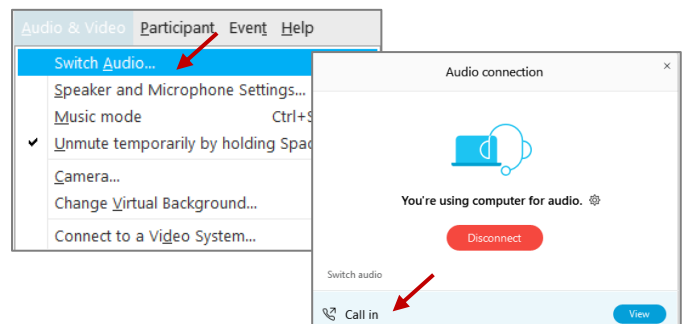 Audio & Video Participant Event Help
Switch Audio...
Speaker and Microphone Settings...
Music mode Ctrl+S
Unmute temporarily by holding Spac
Camera...
Change Virtual Background...
Connect to a Video System...
Audio connection
You're using computer for audio.
Disconnect
Switch audio
Call in View